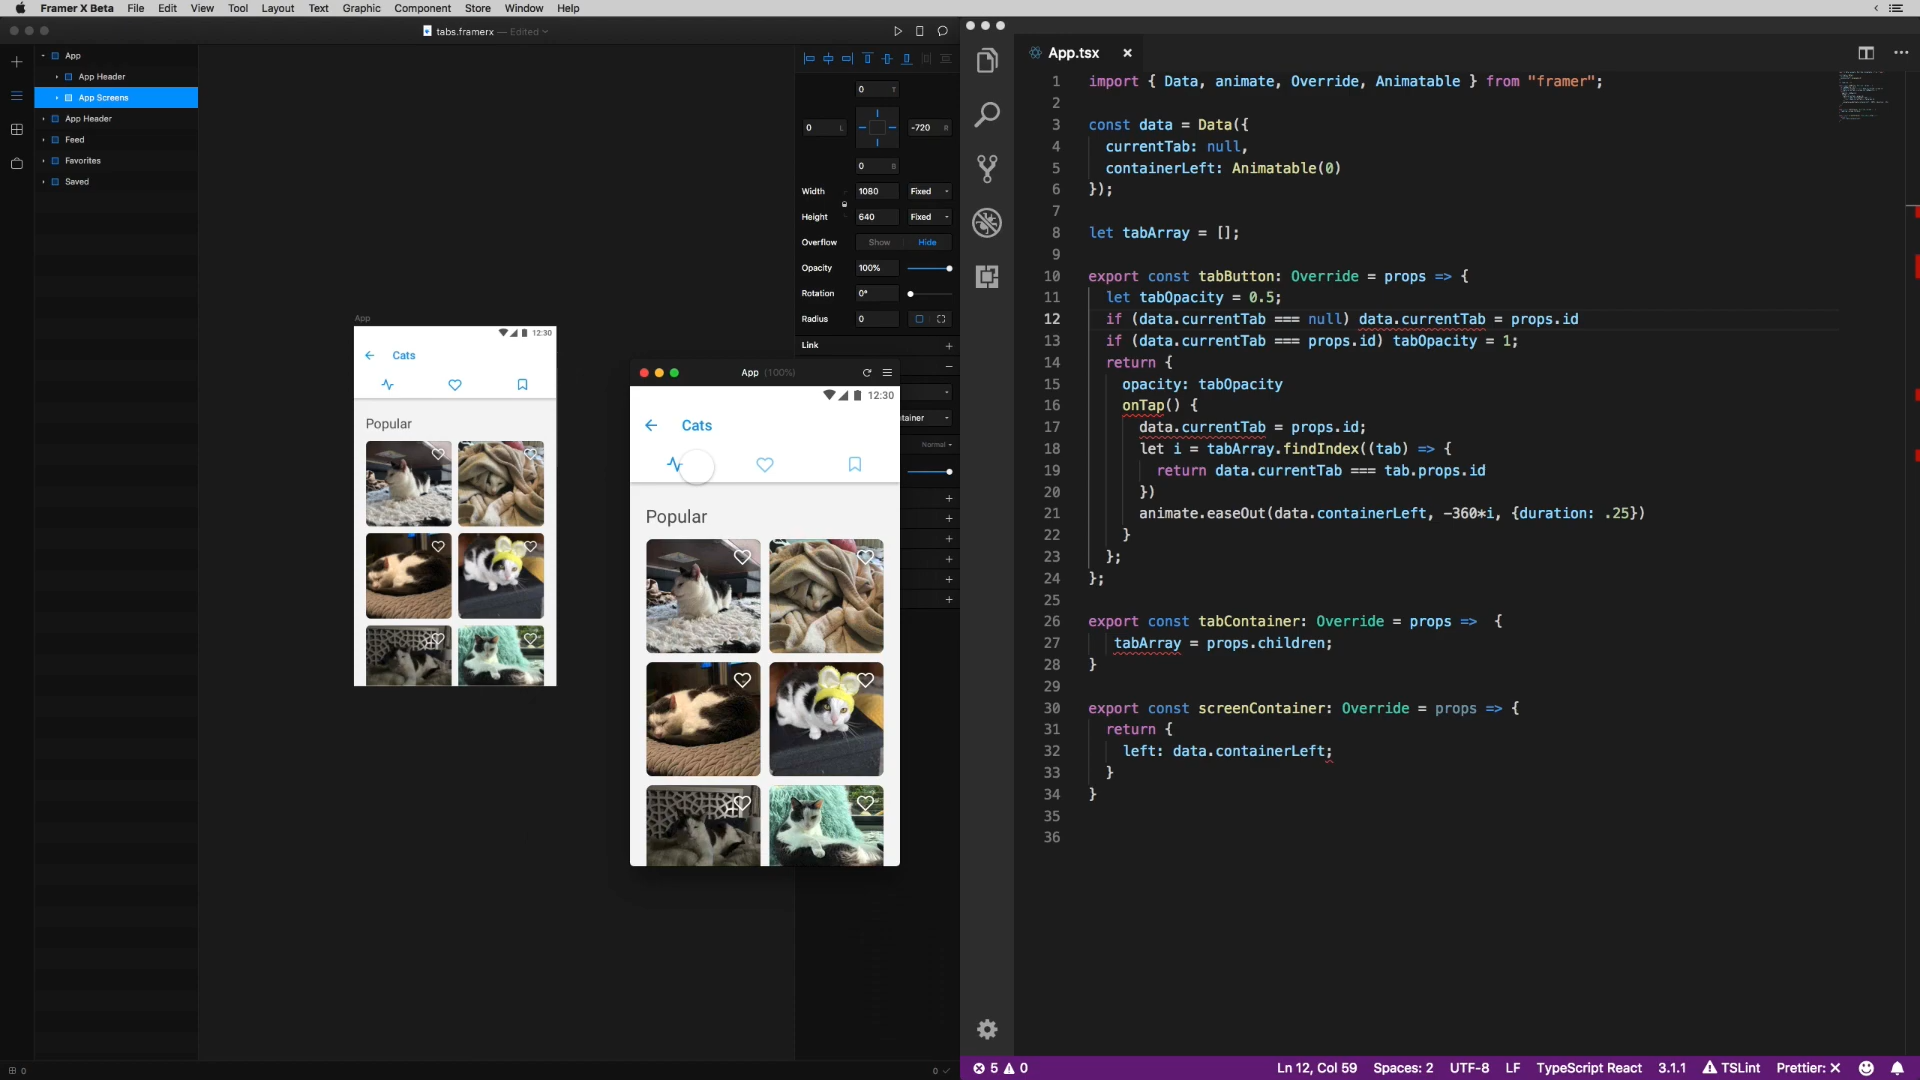 Framer X Beta File Edit View Tool Layout Text Graphic Component Store Window Help
tabs.framerx — Edited
App
App Header
App Screens
App Header
Feed
Favorites
Saved
0 T
0 L
-720 R
0 B
Width 1080 Fixed
Height 640 Fixed
Overflow Show Hide
Opacity 100%
Rotation 0°
Radius 0
Link
tainer
Normal
App
12:30
Cats
Popular
App (100%)
12:30
Cats
Popular
0
0
App.tsx
1 import { Data, animate, Override, Animatable } from "framer";
2
3 const data = Data({
4 currentTab: null,
5 containerLeft: Animatable(0)
6 });
7
8 let tabArray = [];
9
10 export const tabButton: Override = props => {
11 let tabOpacity = 0.5;
12 if (data.currentTab === null) data.currentTab = props.id
13 if (data.currentTab === props.id) tabOpacity = 1;
14 return {
15 opacity: tabOpacity
16 onTap() {
17 data.currentTab = props.id;
18 let i = tabArray.findIndex((tab) => {
19 return data.currentTab === tab.props.id
20 })
21 animate.easeOut(data.containerLeft, -360*i, {duration: .25})
22 }
23 };
24 };
25
26 export const tabContainer: Override = props => {
27 tabArray = props.children;
28 }
29
30 export const screenContainer: Override = props => {
31 return {
32 left: data.containerLeft;
33 }
34 }
35
36
5 0 Ln 12, Col 59 Spaces: 2 UTF-8 LF TypeScript React 3.1.1 TSLint Prettier: ✕